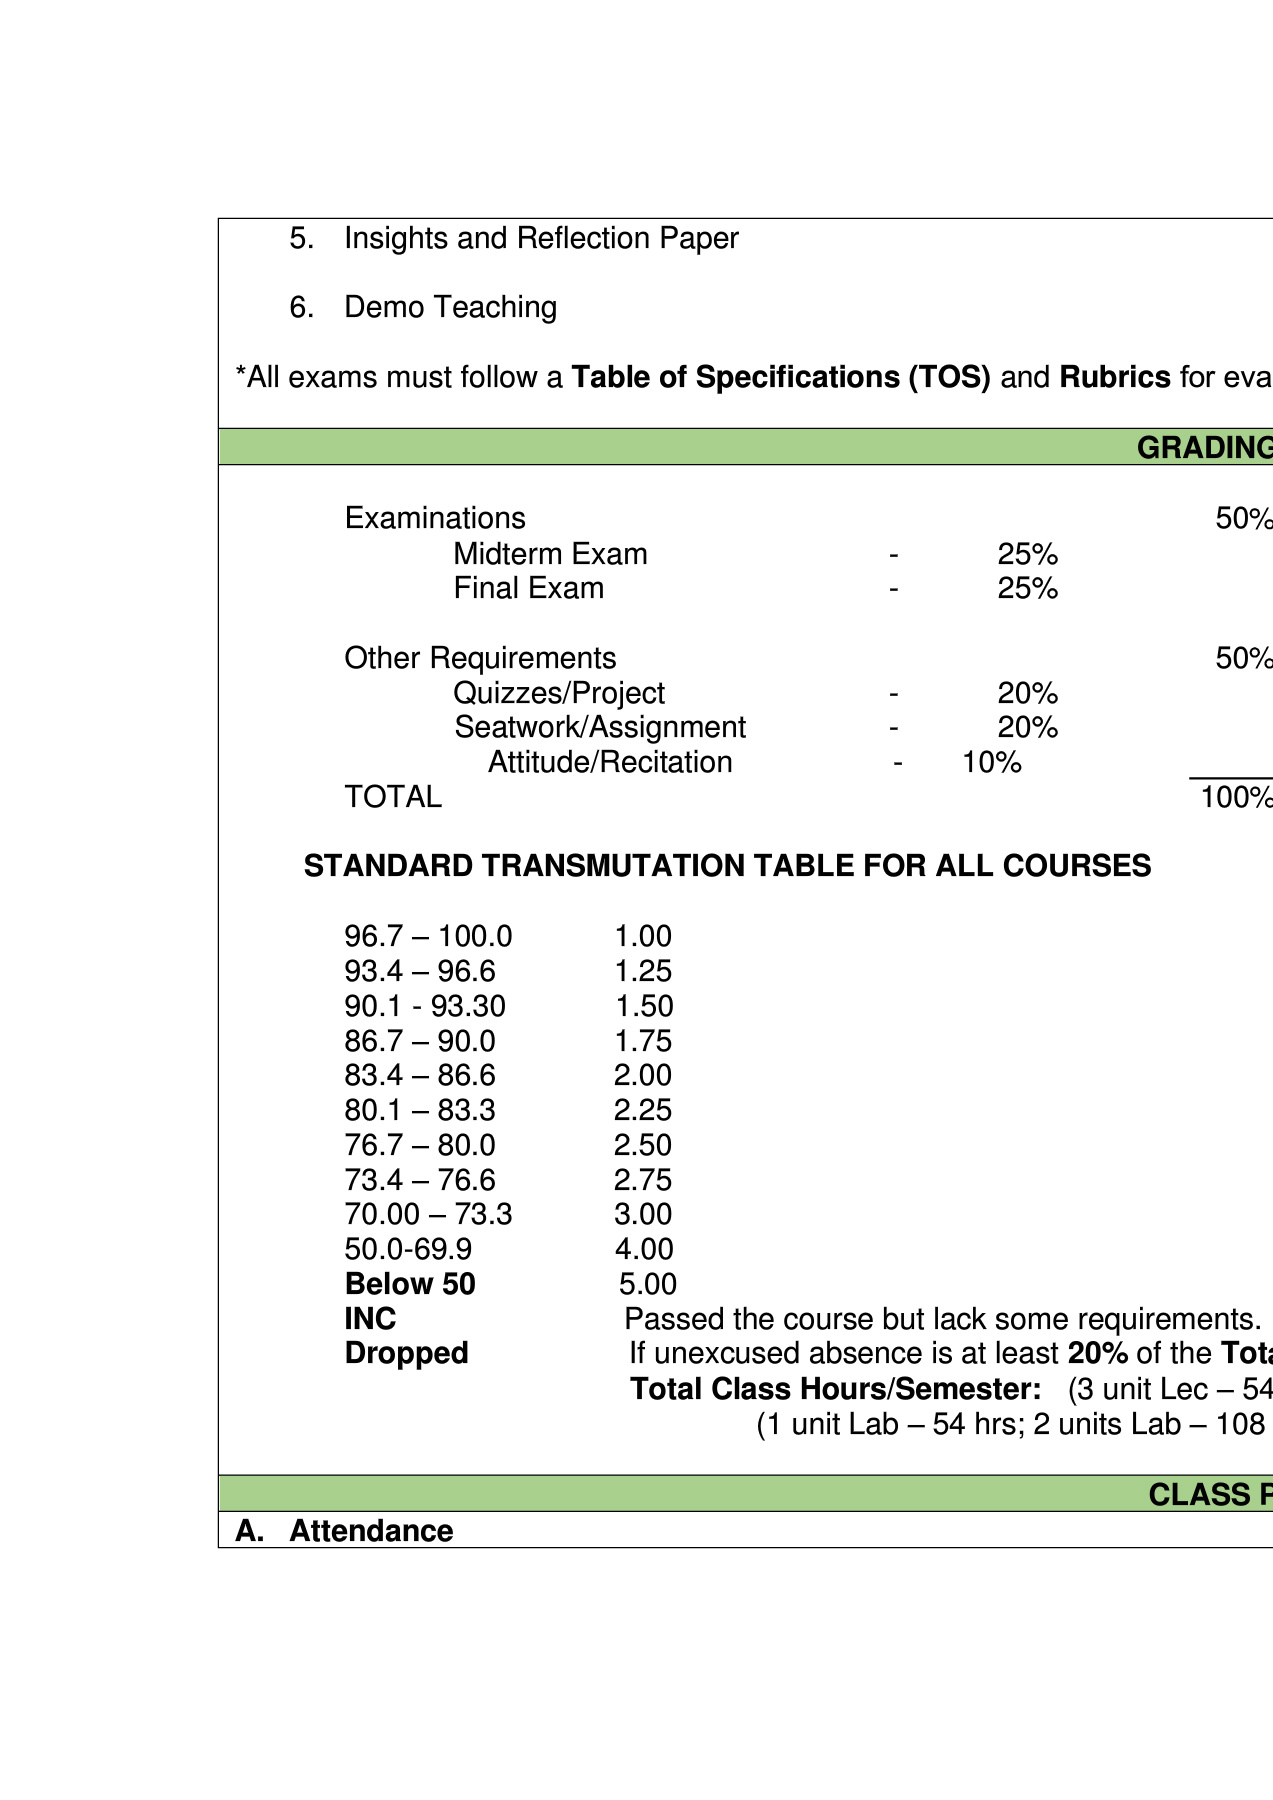 5. Insights and Reflection Paper
6. Demo Teaching
*All exams must follow a Table of Specifications (TOS) and Rubrics for eva
GRADING
Examinations 50%
Midterm Exam - 25%
Final Exam - 25%
Other Requirements 50%
Quizzes/Project - 20%
Seatwork/Assignment - 20%
Attitude/Recitation - 10%
TOTAL 100%
STANDARD TRANSMUTATION TABLE FOR ALL COURSES
96.7 – 100.0 1.00
93.4 – 96.6 1.25
90.1 - 93.30 1.50
86.7 – 90.0 1.75
83.4 – 86.6 2.00
80.1 – 83.3 2.25
76.7 – 80.0 2.50
73.4 – 76.6 2.75
70.00 – 73.3 3.00
50.0-69.9 4.00
Below 50 5.00
INC Passed the course but lack some requirements.
Dropped If unexcused absence is at least 20% of the Tota
Total Class Hours/Semester: (3 unit Lec – 54
(1 unit Lab – 54 hrs; 2 units Lab – 108
CLASS P
A. Attendance